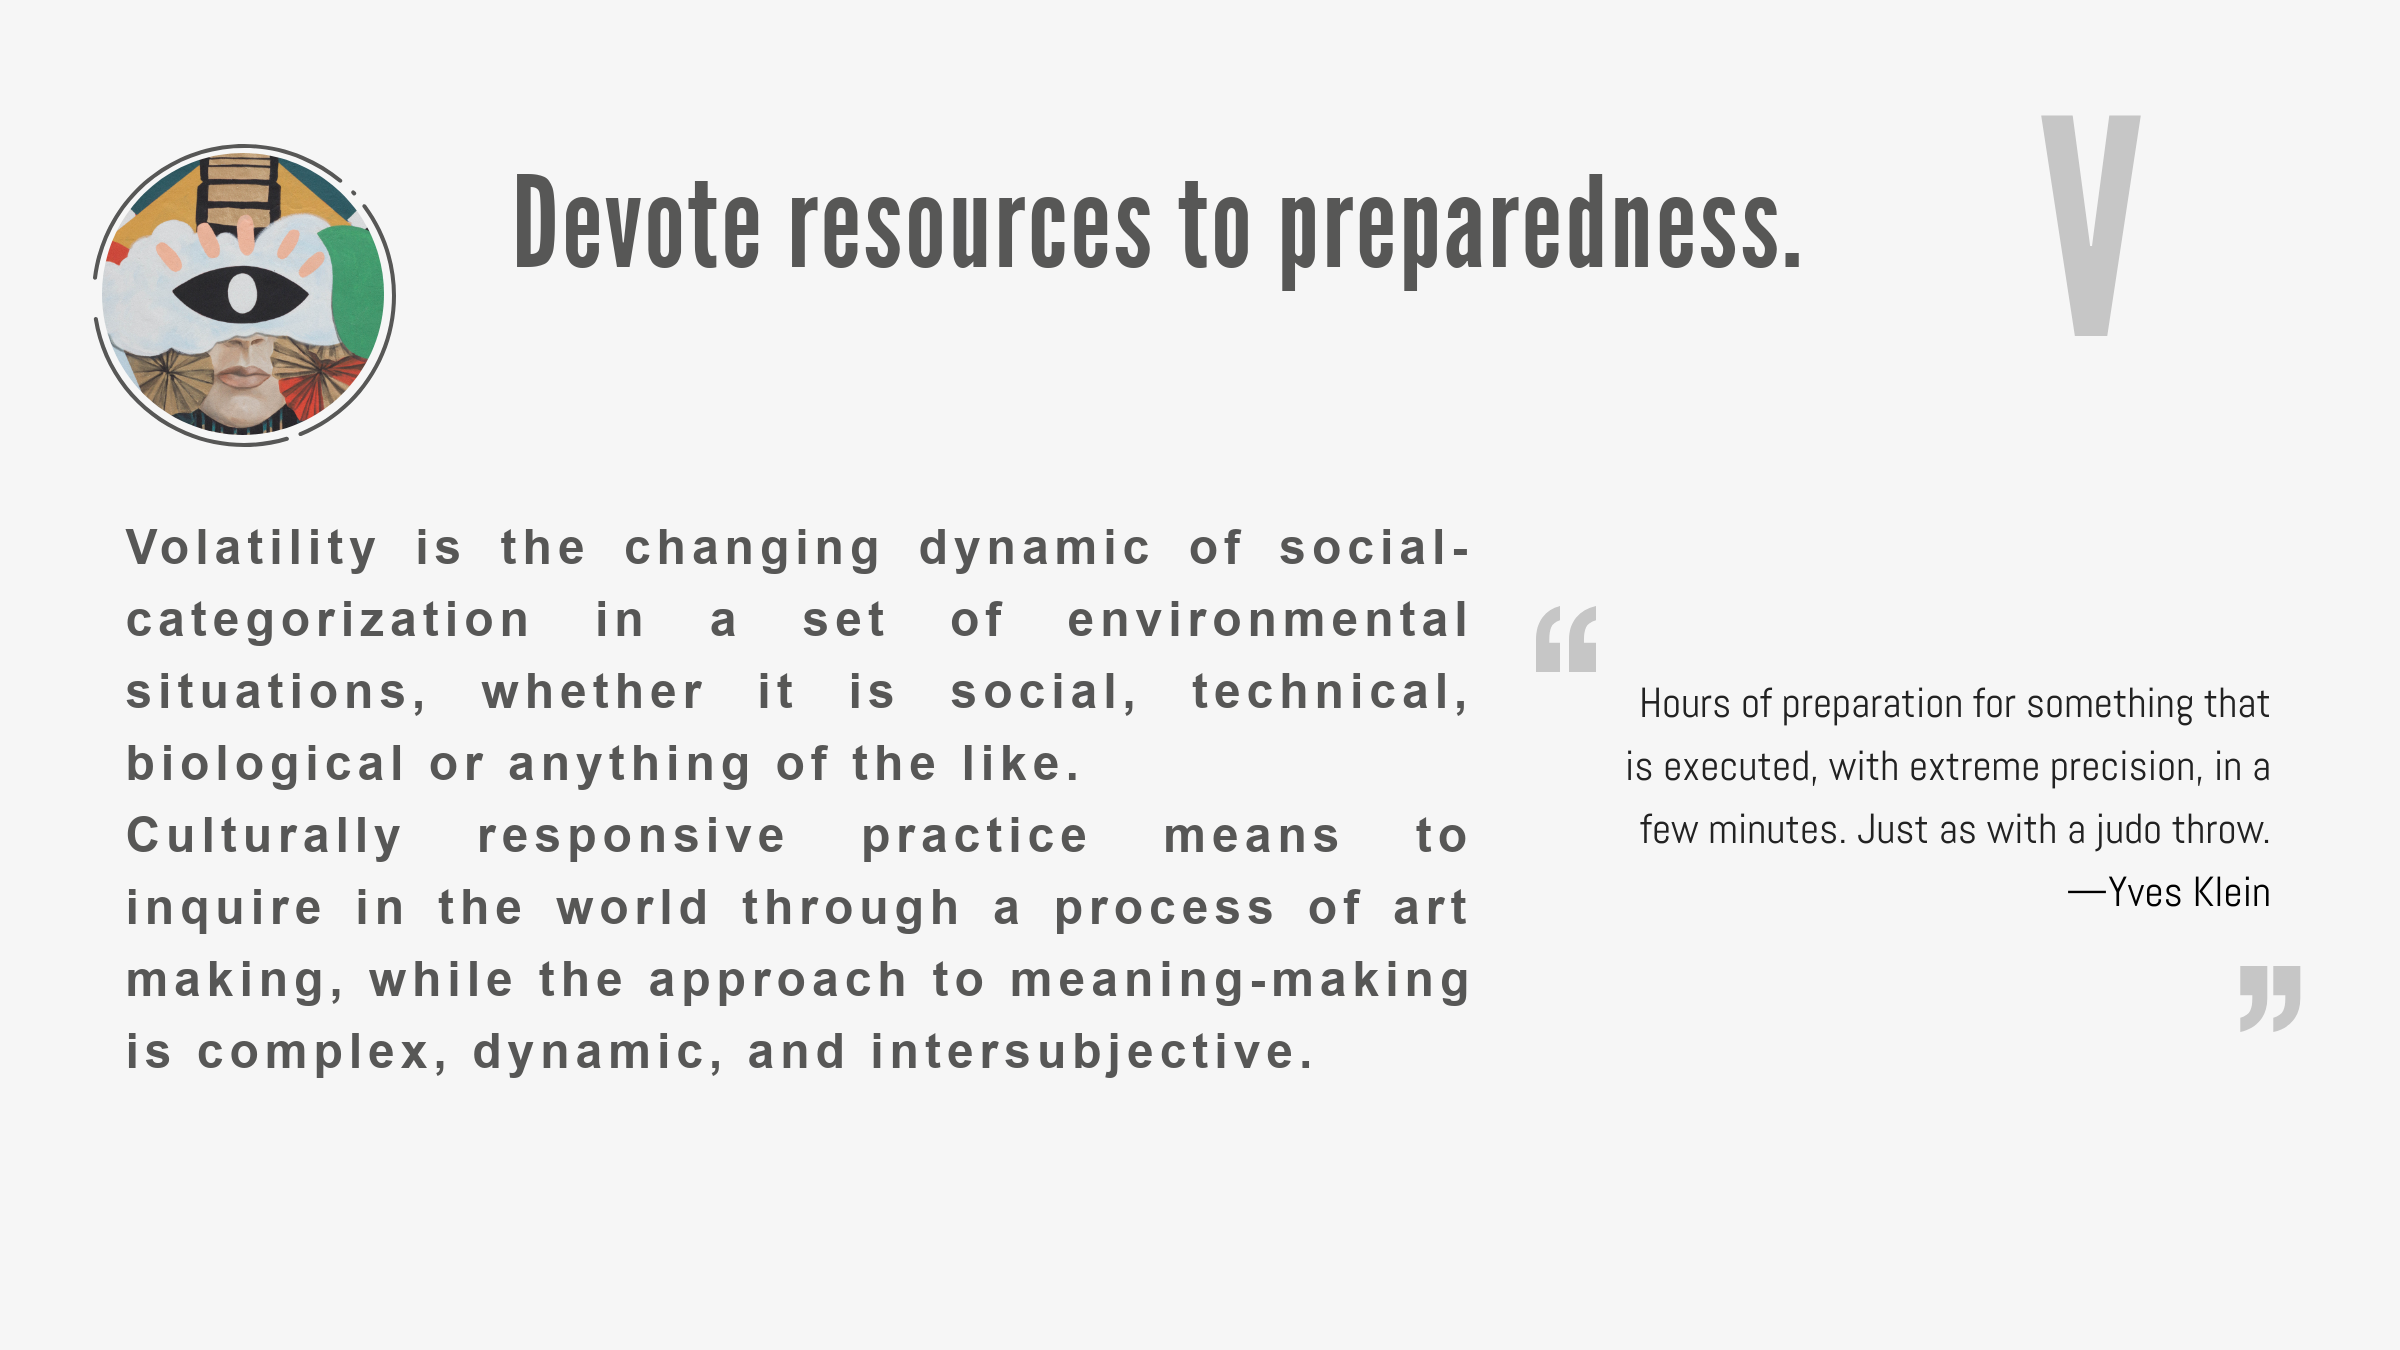 Devote resources to preparedness.
V
Volatility is the changing dynamic of social-
categorization in a set of environmental
situations, whether it is social, technical,
biological or anything of the like.
Culturally responsive practice means to
inquire in the world through a process of art
making, while the approach to meaning-making
is complex, dynamic, and intersubjective.
“
Hours of preparation for something that
is executed, with extreme precision, in a
few minutes. Just as with a judo throw.
—Yves Klein
”